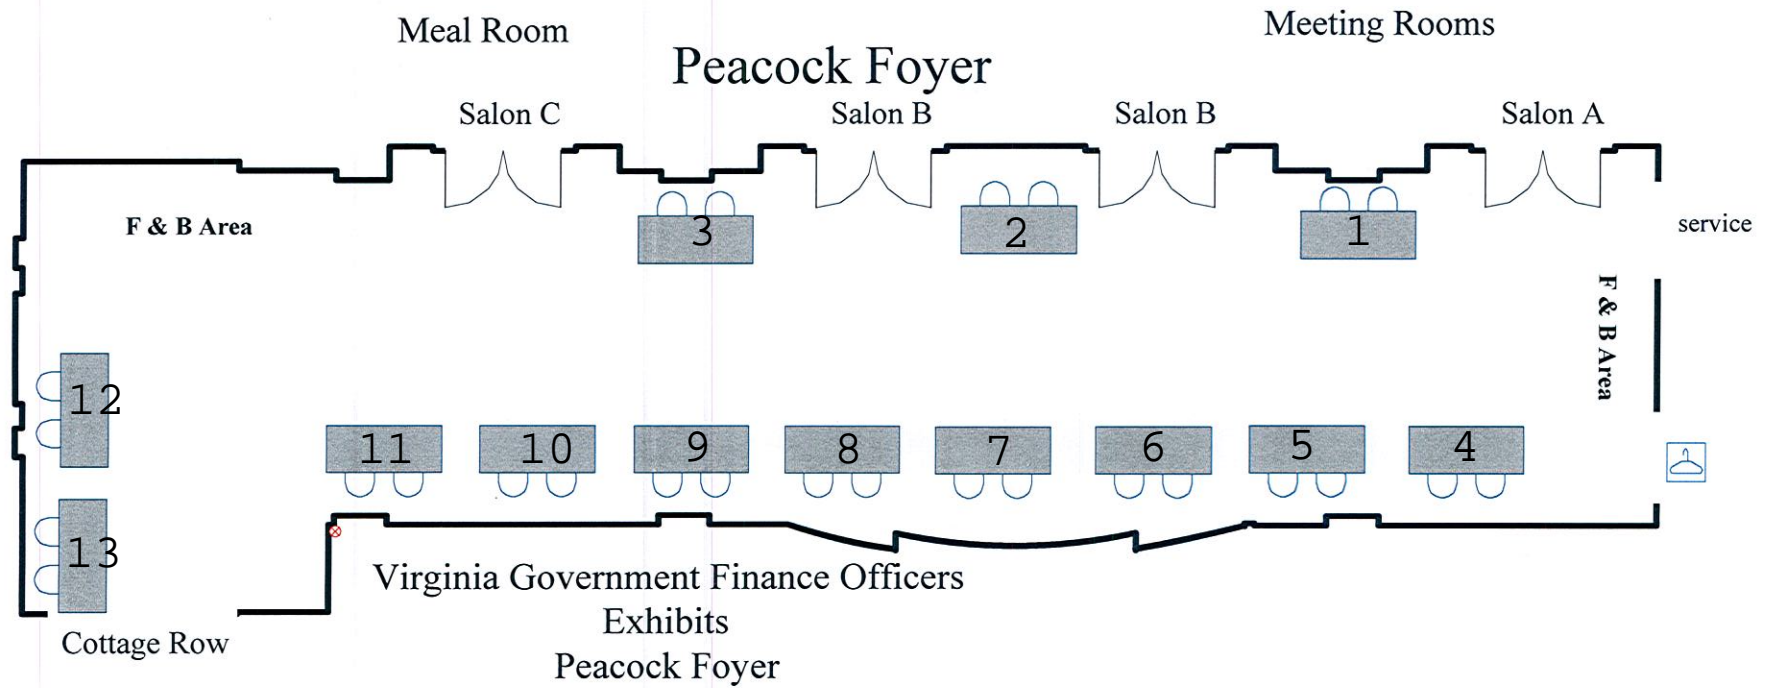 Meal Room
Meeting Rooms
Peacock Foyer
Salon C
Salon B
Salon B
Salon A
F & B Area
3
2
1
service
F & B Area
12
11
10
9
8
7
6
5
4
13
Virginia Government Finance Officers
Exhibits
Cottage Row
Peacock Foyer